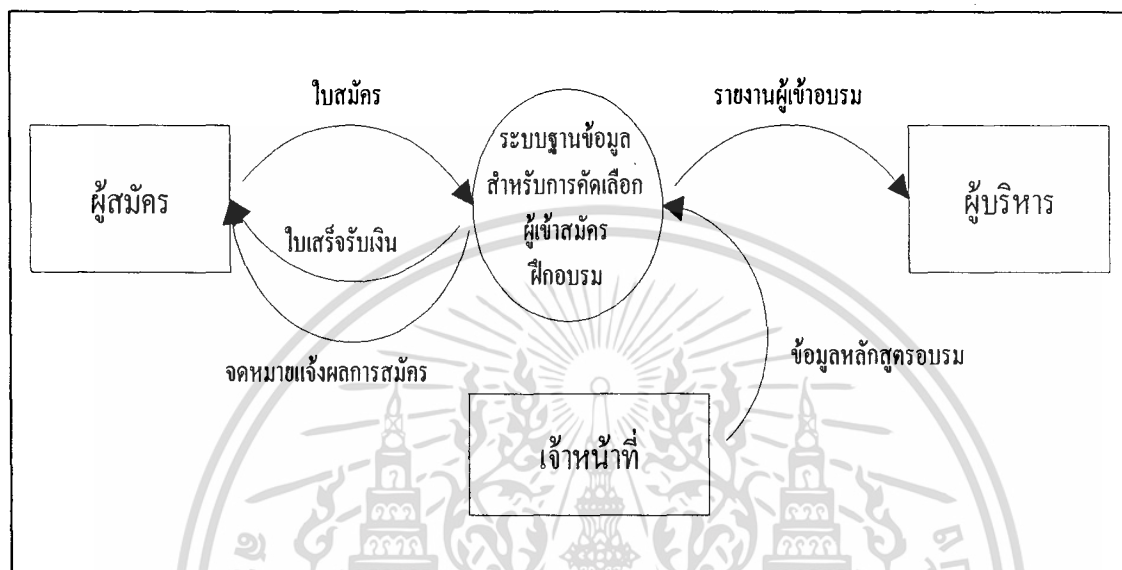 ใบสมัคร
รายงานผู้เข้าอบรม
ผู้สมัคร
ระบบฐานข้อมูล
สำหรับการคัดเลือก
ผู้เข้าสมัคร
ฝึกอบรม
ผู้บริหาร
ใบเสร็จรับเงิน
จดหมายแจ้งผลการสมัคร
ข้อมูลหลักสูตรอบรม
เจ้าหน้าที่